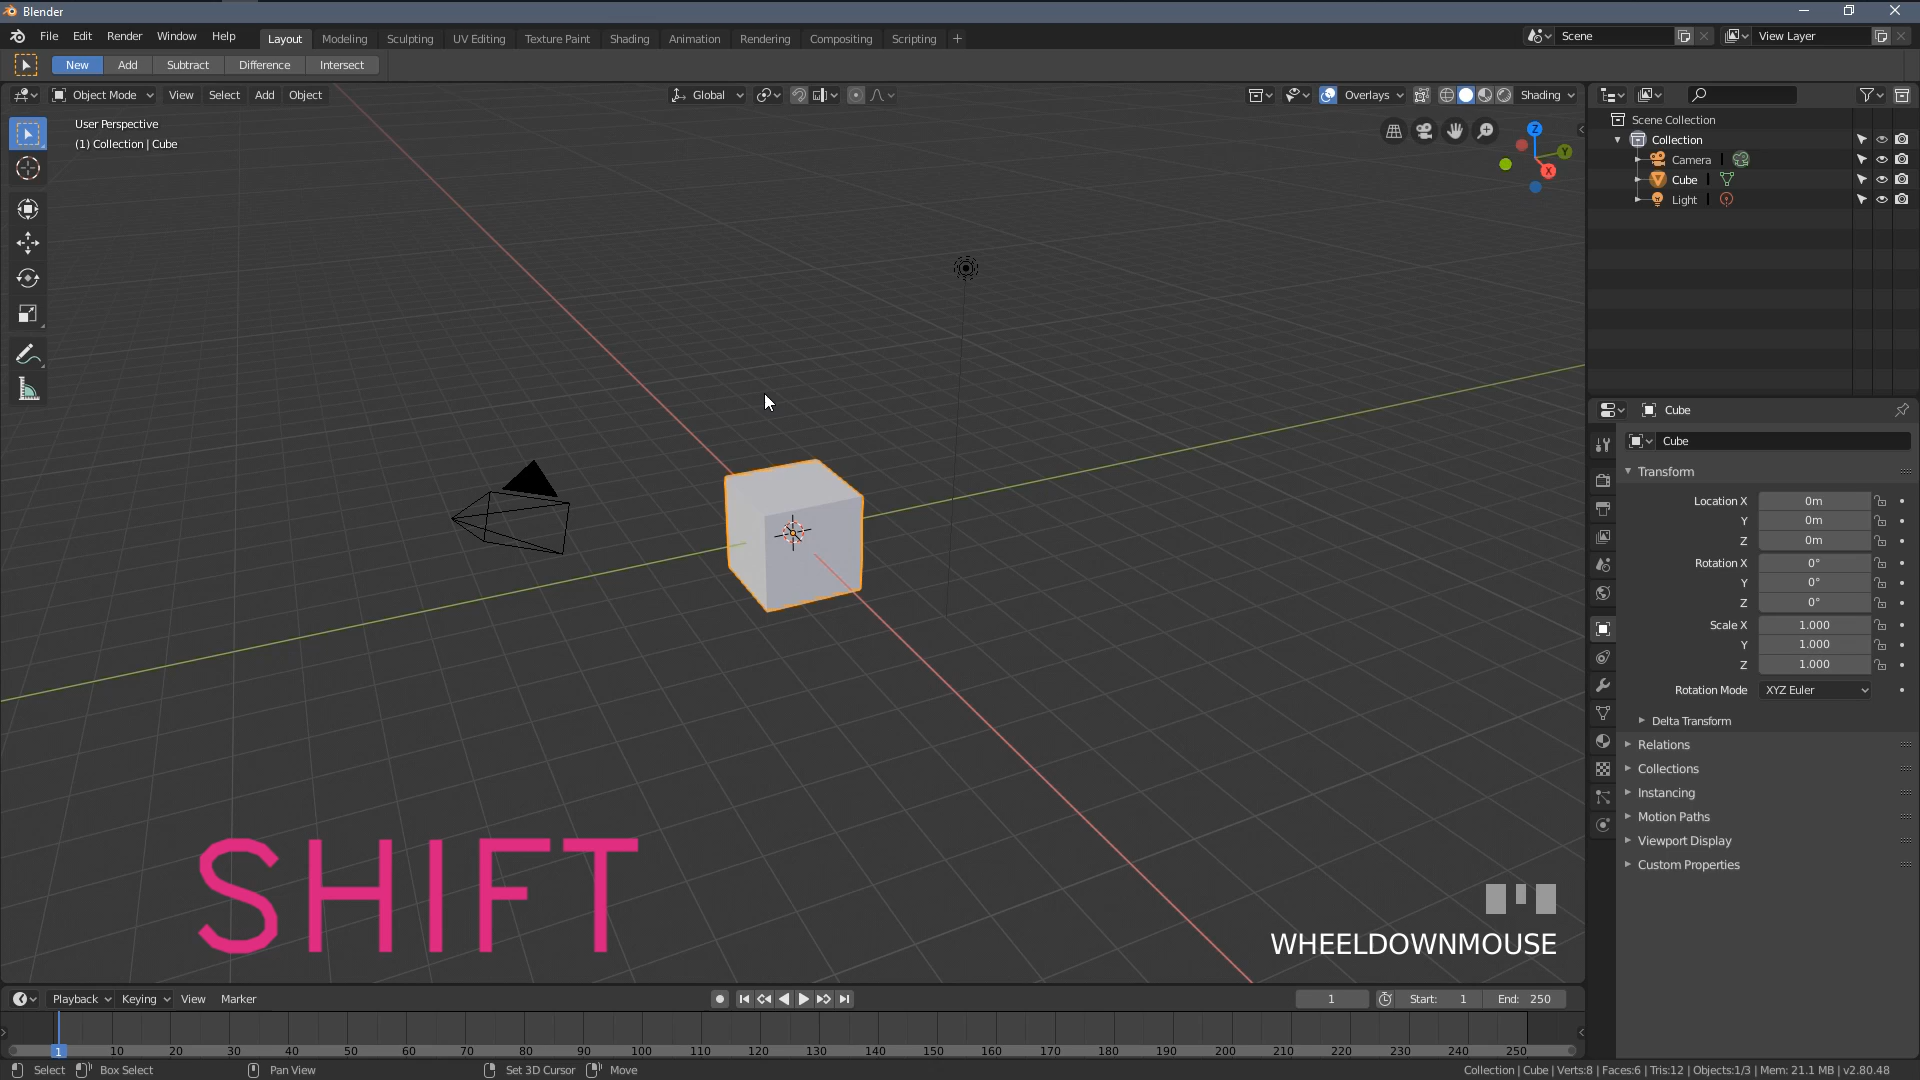 Blender
File Edit Render Window Help Layout Modeling Sculpting UV Editing Texture Paint Shading Animation Rendering Compositing Scripting + Scene View Layer
New Add Subtract Difference Intersect
Object Mode View Select Add Object Global Overlays Shading
User Perspective
(1) Collection | Cube
Z
Y
X
Scene Collection
Collection
Camera
Cube
Light
Cube
Cube
Transform
Location X 0m
Y 0m
Z 0m
Rotation X 0°
Y 0°
Z 0°
Scale X 1.000
Y 1.000
Z 1.000
Rotation Mode XYZ Euler
Delta Transform
Relations
Collections
Instancing
Motion Paths
Viewport Display
Custom Properties
SHIFT
WHEELDOWNMOUSE
Playback Keying View Marker 1 Start: 1 End: 250
1 10 20 30 40 50 60 70 80 90 100 110 120 130 140 150 160 170 180 190 200 210 220 230 240 250
Select Box Select Pan View Set 3D Cursor Move Collection | Cube | Verts:8 | Faces:6 | Tris:12 | Objects:1/3 | Mem: 21.1 MB | v2.80.48